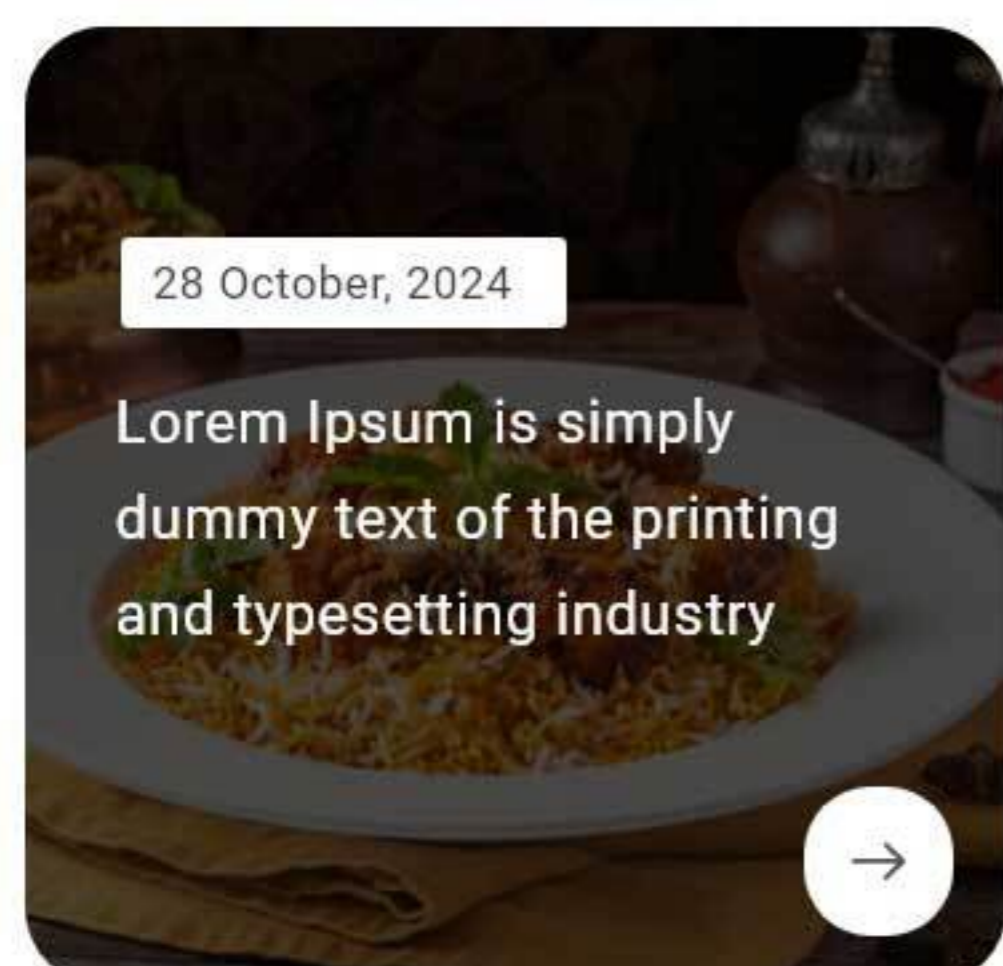 28 October, 2024
Lorem Ipsum is simply
dummy text of the printing
and typesetting industry